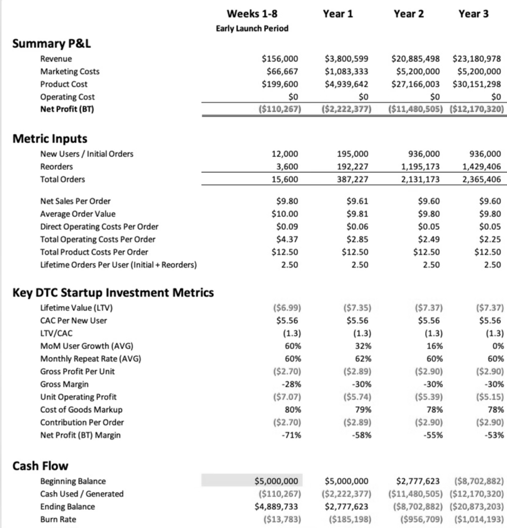 Weeks 1-8 Year 1 Year 2 Year 3
Early Launch Period
Summary P&L
Revenue $156,000 $3,800,599 $20,885,498 $23,180,978
Marketing Costs $66,667 $1,083,333 $5,200,000 $5,200,000
Product Cost $199,600 $4,939,642 $27,166,003 $30,151,298
Operating Cost $0 $0 $0 $0
Net Profit (BT) ($110,267) ($2,222,377) ($11,480,505) ($12,170,320)
Metric Inputs
New Users / Initial Orders 12,000 195,000 936,000 936,000
Reorders 3,600 192,227 1,195,173 1,429,406
Total Orders 15,600 387,227 2,131,173 2,365,406
Net Sales Per Order $9.80 $9.61 $9.60 $9.60
Average Order Value $10.00 $9.81 $9.80 $9.80
Direct Operating Costs Per Order $0.09 $0.06 $0.05 $0.05
Total Operating Costs Per Order $4.37 $2.85 $2.49 $2.25
Total Product Costs Per Order $12.50 $12.50 $12.50 $12.50
Lifetime Orders Per User (Initial + Reorders) 2.50 2.50 2.50 2.50
Key DTC Startup Investment Metrics
Lifetime Value (LTV) ($6.99) ($7.35) ($7.37) ($7.37)
CAC Per New User $5.56 $5.56 $5.56 $5.56
LTV/CAC (1.3) (1.3) (1.3) (1.3)
MoM User Growth (AVG) 60% 32% 16% 0%
Monthly Repeat Rate (AVG) 60% 62% 60% 60%
Gross Profit Per Unit ($2.70) ($2.89) ($2.90) ($2.90)
Gross Margin -28% -30% -30% -30%
Unit Operating Profit ($7.07) ($5.74) ($5.39) ($5.15)
Cost of Goods Markup 80% 79% 78% 78%
Contribution Per Order ($2.70) ($2.89) ($2.90) ($2.90)
Net Profit (BT) Margin -71% -58% -55% -53%
Cash Flow
Beginning Balance $5,000,000 $5,000,000 $2,777,623 ($8,702,882)
Cash Used / Generated ($110,267) ($2,222,377) ($11,480,505) ($12,170,320)
Ending Balance $4,889,733 $2,777,623 ($8,702,882) ($20,873,203)
Burn Rate ($13,783) ($185,198) ($956,709) ($1,014,193)